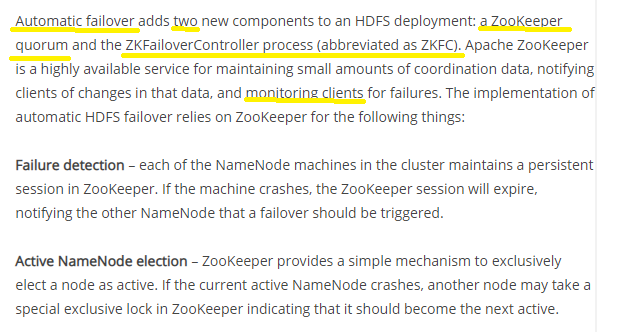 Automatic failover adds two new components to an HDFS deployment: a ZooKeeper
quorum and the ZKFailoverController process (abbreviated as ZKFC). Apache ZooKeeper
is a highly available service for maintaining small amounts of coordination data, notifying
clients of changes in that data, and monitoring clients for failures. The implementation of
automatic HDFS failover relies on ZooKeeper for the following things:
Failure detection – each of the NameNode machines in the cluster maintains a persistent
session in ZooKeeper. If the machine crashes, the ZooKeeper session will expire,
notifying the other NameNode that a failover should be triggered.
Active NameNode election – ZooKeeper provides a simple mechanism to exclusively
elect a node as active. If the current active NameNode crashes, another node may take a
special exclusive lock in ZooKeeper indicating that it should become the next active.